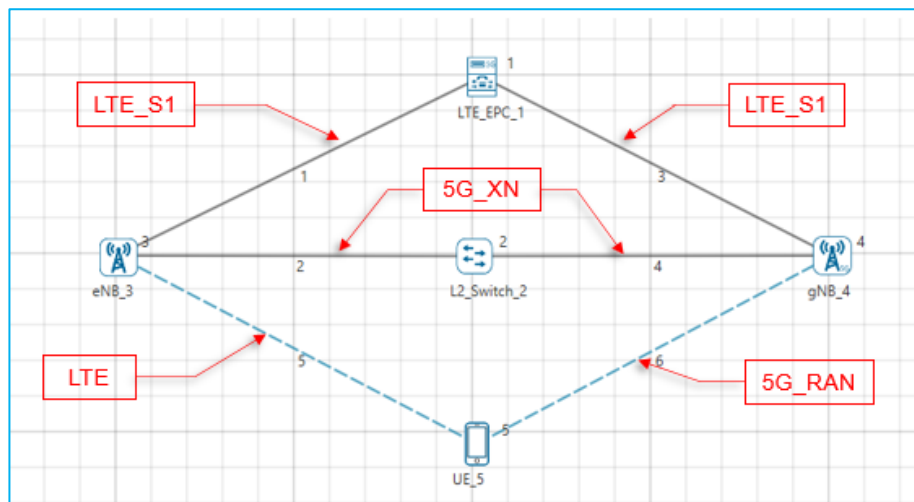 1
LTE_EPC_1
LTE_S1
LTE_S1
1
3
5G_XN
3
2
4
2
4
eNB_3
L2_Switch_2
gNB_4
5G
LTE
5
6
5G_RAN
5
UE_5